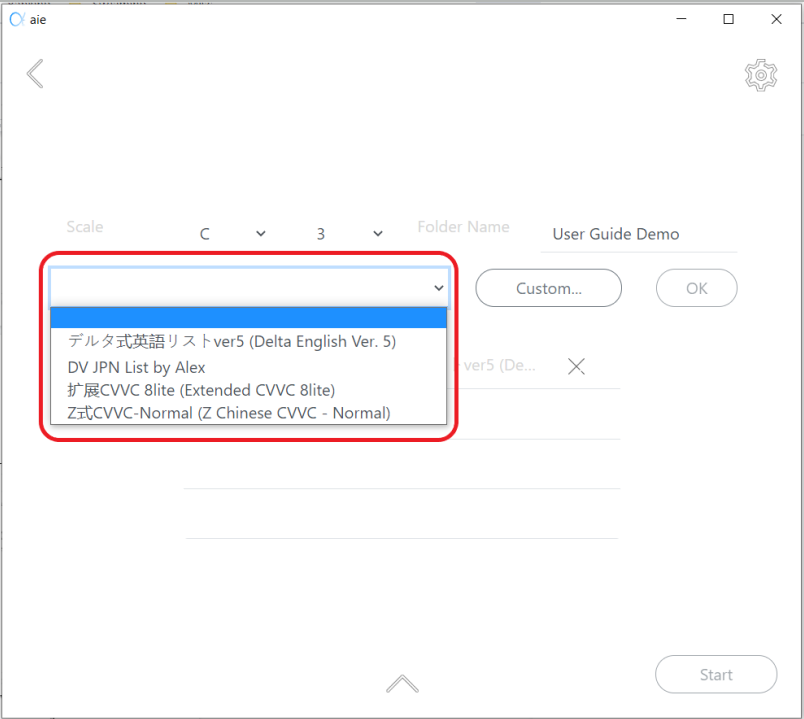 aie
Scale C 3 Folder Name User Guide Demo
Custom... OK
デルタ式英語リストver5 (Delta English Ver. 5)
ver5 (De...
DV JPN List by Alex
扩展CVVC 8lite (Extended CVVC 8lite)
Z式CVVC-Normal (Z Chinese CVVC - Normal)
Start